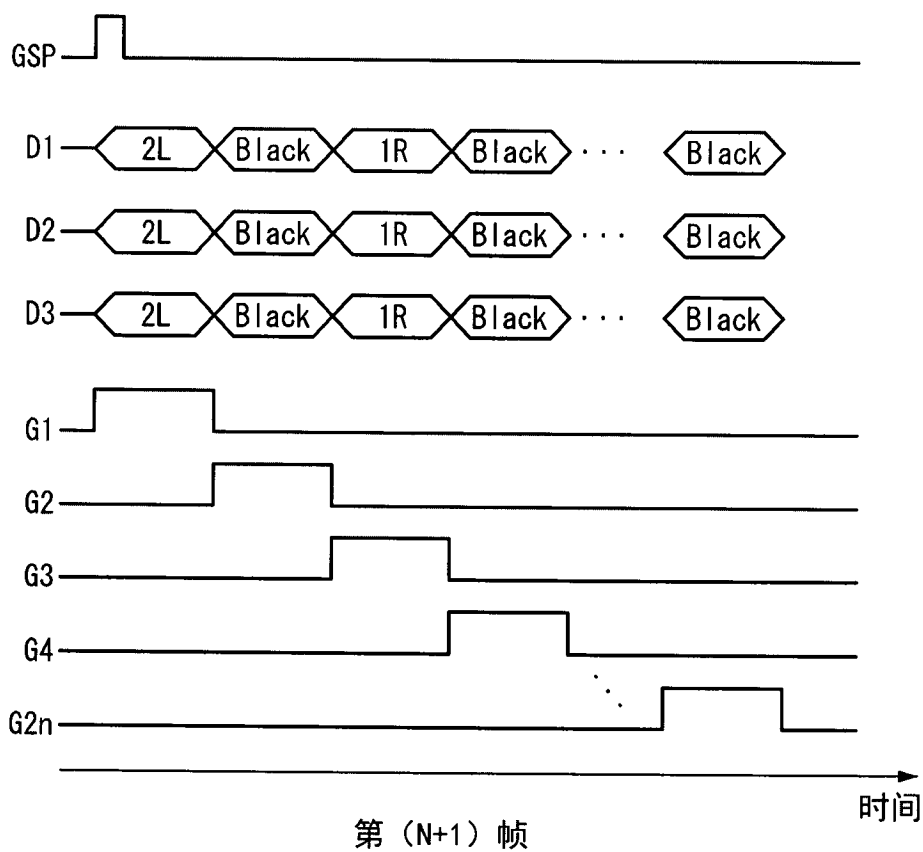 GSP
D1 2L Black 1R Black ··· Black
D2 2L Black 1R Black ··· Black
D3 2L Black 1R Black ··· Black
G1
G2
G3
G4
G2n
时间
第（N+1）帧